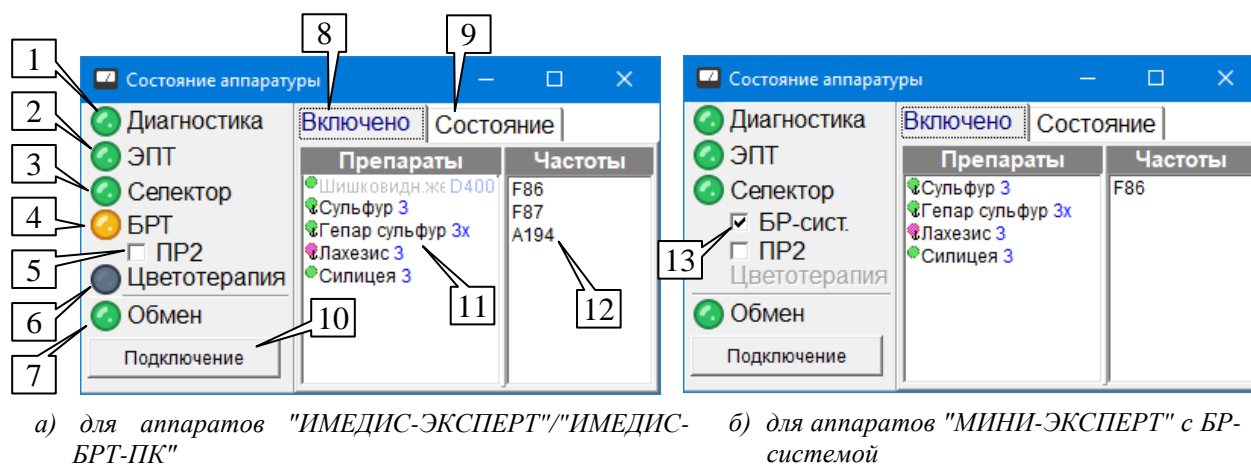 8
9
1
2
3
4
5
6
7
Состояние аппаратуры
Диагностика
ЭПТ
Селектор
БРТ
ПР2
Цветотерапия
Обмен
Подключение
10
Включено Состояние
Препараты Частоты
Шишковидн.же D400
Сульфур 3
Гепар сульфур 3х
Лахезис 3
Силицея 3
F86
F87
A194
11
12
Состояние аппаратуры
Диагностика
ЭПТ
Селектор
БР-сист.
ПР2
Цветотерапия
Обмен
Подключение
13
Включено Состояние
Препараты Частоты
Сульфур 3
Гепар сульфур 3х
Лахезис 3
Силицея 3
F86
а) для аппаратов "ИМЕДИС-ЭКСПЕРТ"/"ИМЕДИС-
БРТ-ПК"
б) для аппаратов "МИНИ-ЭКСПЕРТ" с БР-
системой